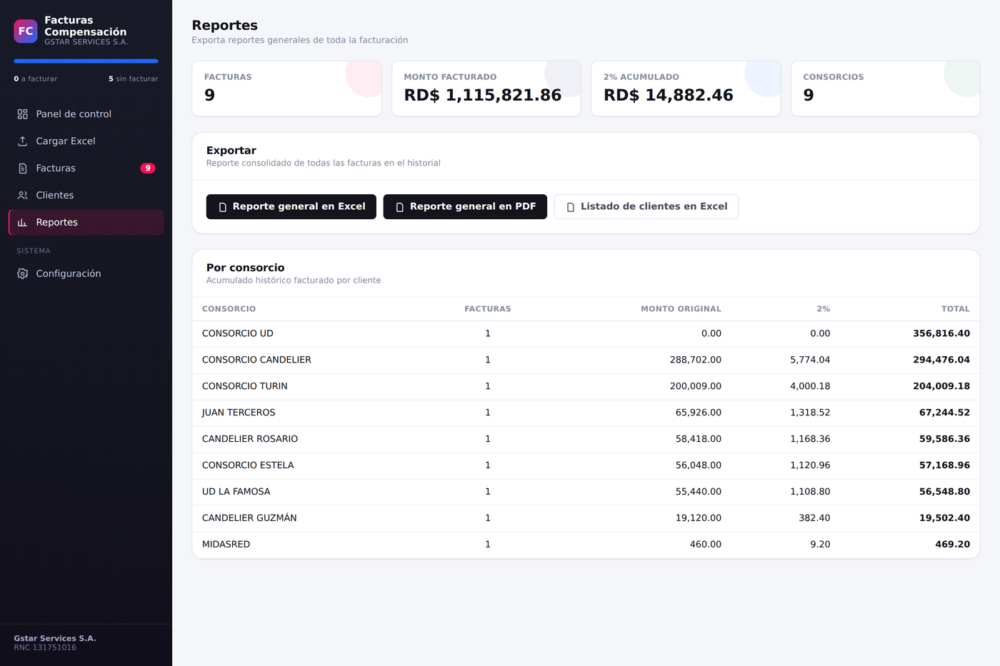 FC
Facturas
Compensación
GSTAR SERVICES S.A.
0 a facturar 5 sin facturar
Panel de control
Cargar Excel
Facturas 9
Clientes
Reportes
SISTEMA
Configuración
Gstar Services S.A.
RNC 131751016
Reportes
Exporta reportes generales de toda la facturación
FACTURAS
9
MONTO FACTURADO
RD$ 1,115,821.86
2% ACUMULADO
RD$ 14,882.46
CONSORCIOS
9
Exportar
Reporte consolidado de todas las facturas en el historial
Reporte general en Excel
Reporte general en PDF
Listado de clientes en Excel
Por consorcio
Acumulado histórico facturado por cliente
CONSORCIO FACTURAS MONTO ORIGINAL 2% TOTAL
CONSORCIO UD 1 0.00 0.00 356,816.40
CONSORCIO CANDELIER 1 288,702.00 5,774.04 294,476.04
CONSORCIO TURIN 1 200,009.00 4,000.18 204,009.18
JUAN TERCEROS 1 65,926.00 1,318.52 67,244.52
CANDELIER ROSARIO 1 58,418.00 1,168.36 59,586.36
CONSORCIO ESTELA 1 56,048.00 1,120.96 57,168.96
UD LA FAMOSA 1 55,440.00 1,108.80 56,548.80
CANDELIER GUZMÁN 1 19,120.00 382.40 19,502.40
MIDASRED 1 460.00 9.20 469.20